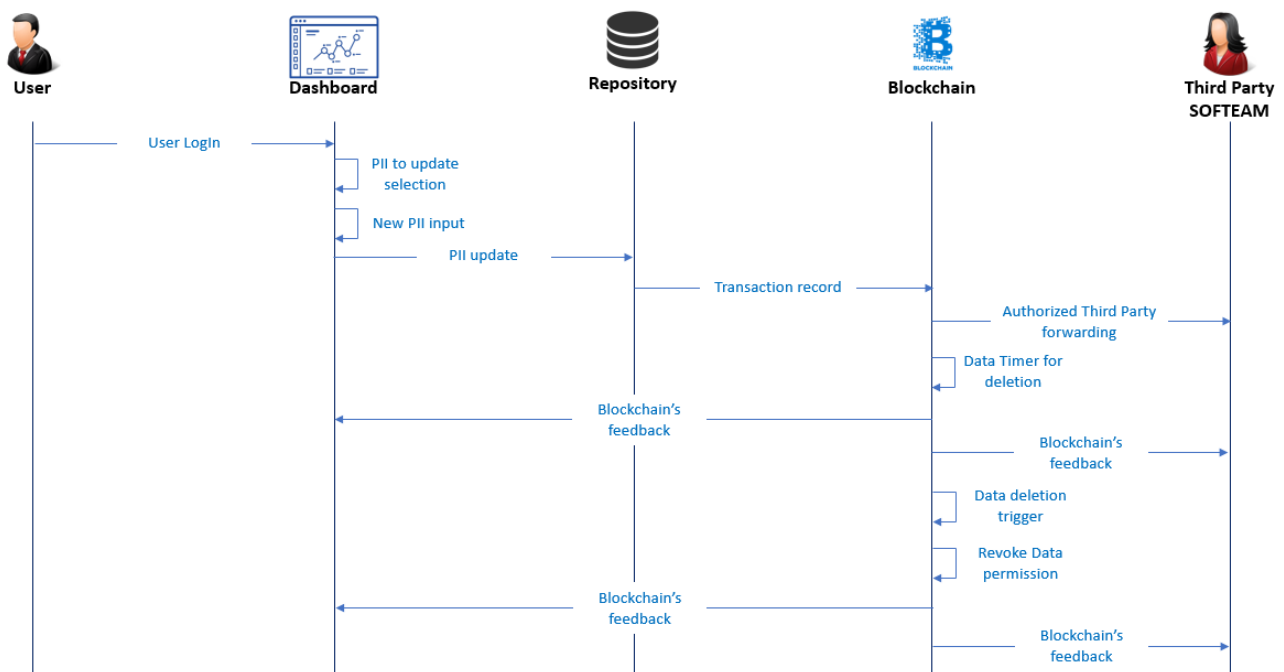 BLOCKCHAIN
User
Dashboard
Repository
Blockchain
Third Party
SOFTEAM
User LogIn
PII to update
selection
New PII input
PII update
Transaction record
Authorized Third Party
forwarding
Data Timer for
deletion
Blockchain’s
feedback
Blockchain’s
feedback
Data deletion
trigger
Revoke Data
permission
Blockchain’s
feedback
Blockchain’s
feedback